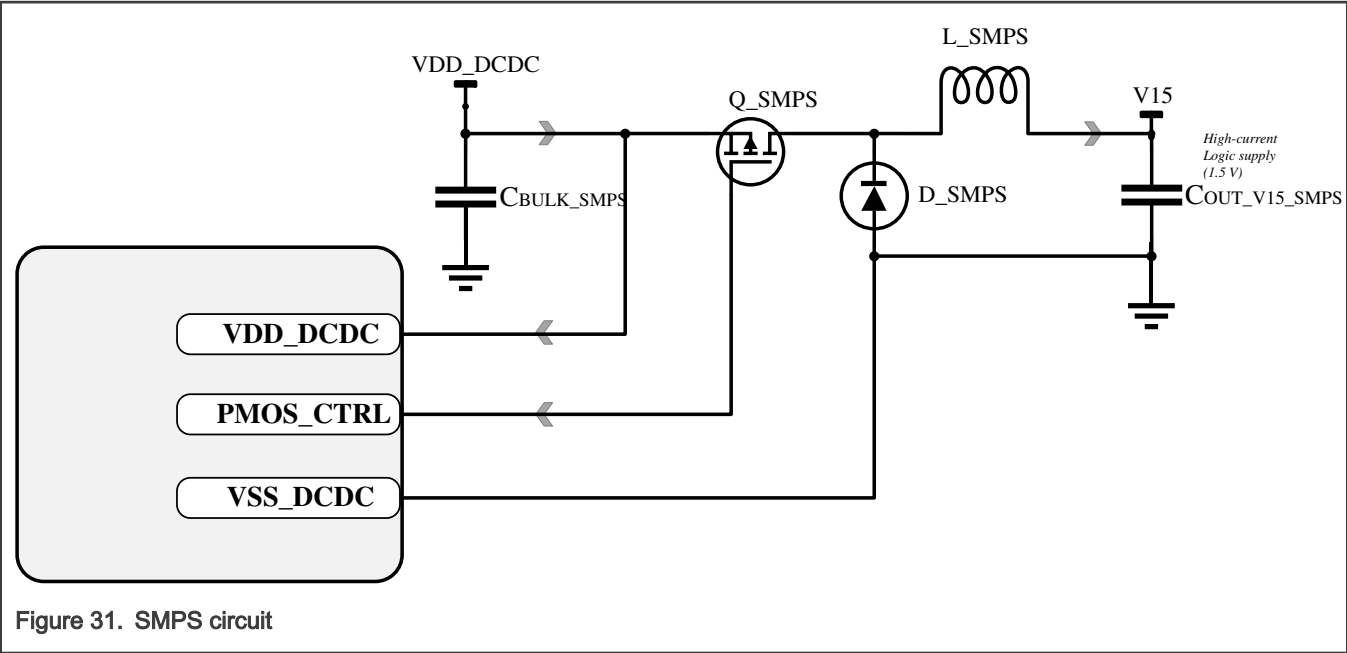 L_SMPS
VDD_DCDC
Q_SMPS
V15
High-current
Logic supply
(1.5 V)
CBULK_SMPS
D_SMPS
COUT_V15_SMPS
VDD_DCDC
PMOS_CTRL
VSS_DCDC
Figure 31. SMPS circuit